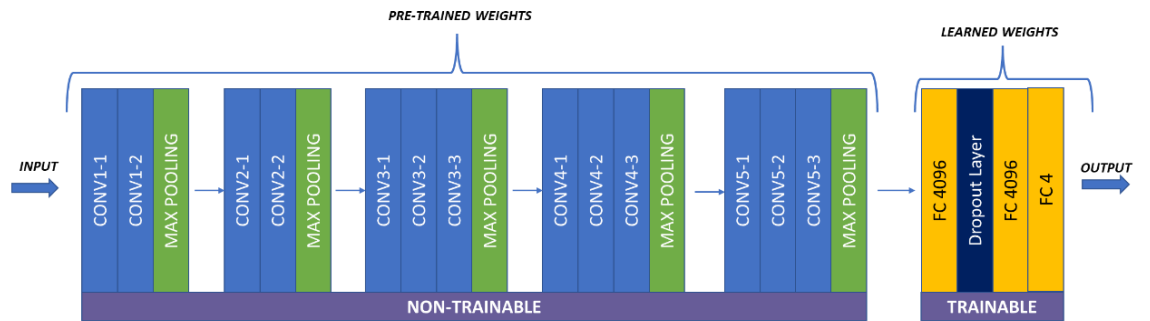 PRE-TRAINED WEIGHTS
LEARNED WEIGHTS
INPUT
CONV1-1
CONV1-2
MAX POOLING
CONV2-1
CONV2-2
MAX POOLING
CONV3-1
CONV3-2
CONV3-3
MAX POOLING
CONV4-1
CONV4-2
CONV4-3
MAX POOLING
CONV5-1
CONV5-2
CONV5-3
MAX POOLING
FC 4096
Dropout Layer
FC 4096
FC 4
OUTPUT
NON-TRAINABLE
TRAINABLE